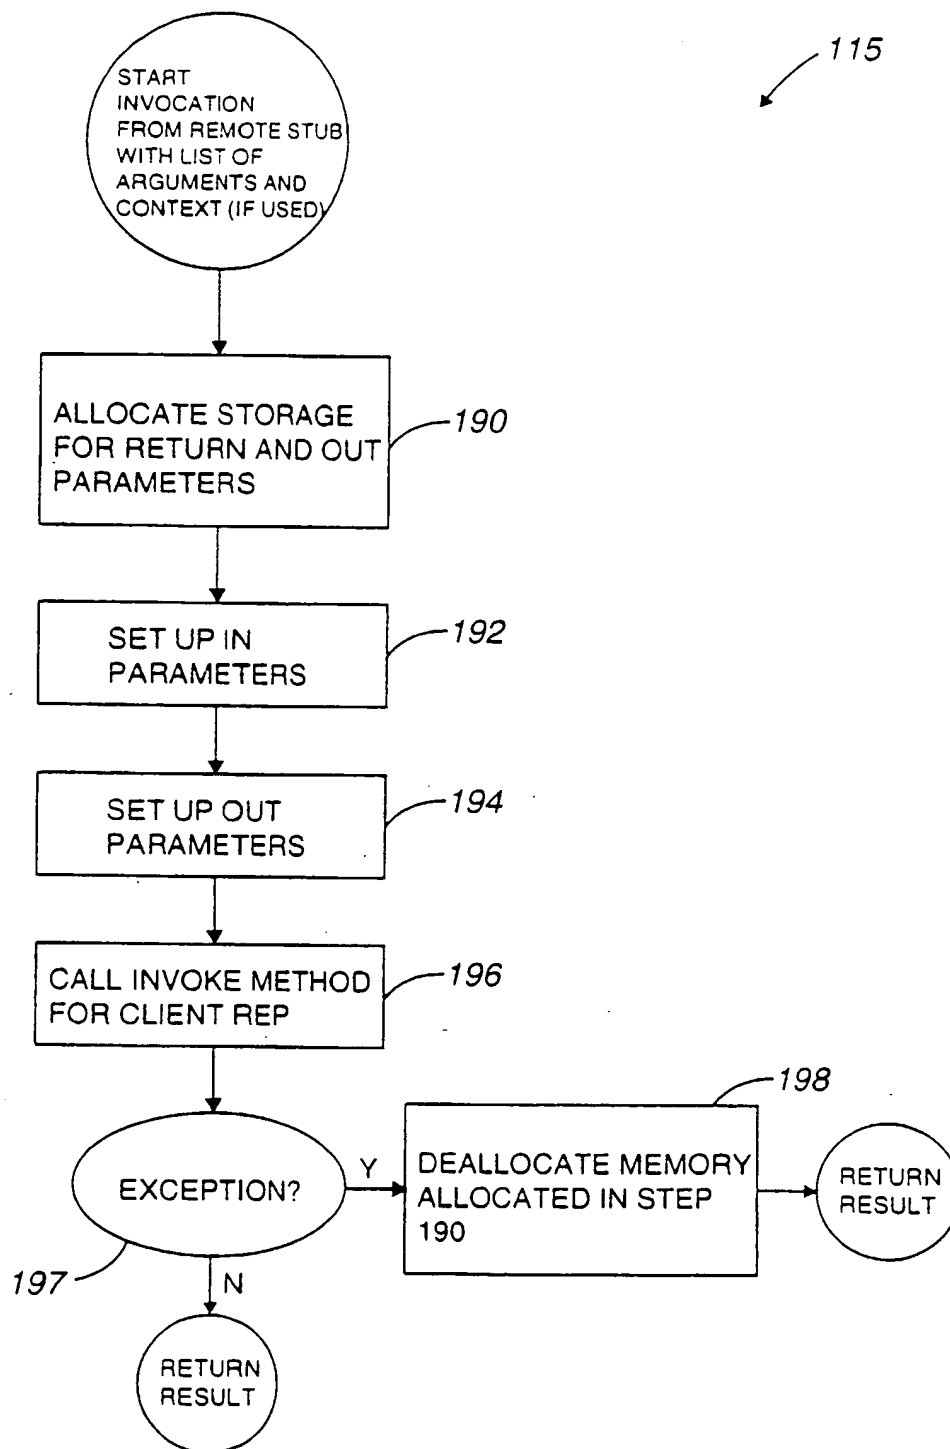 115
START
INVOCATION
FROM REMOTE STUB
WITH LIST OF
ARGUMENTS AND
CONTEXT (IF USED)
ALLOCATE STORAGE
FOR RETURN AND OUT
PARAMETERS
190
SET UP IN
PARAMETERS
192
SET UP OUT
PARAMETERS
194
CALL INVOKE METHOD
FOR CLIENT REP
196
EXCEPTION?
197
Y
N
198
DEALLOCATE MEMORY
ALLOCATED IN STEP
190
RETURN
RESULT
RETURN
RESULT